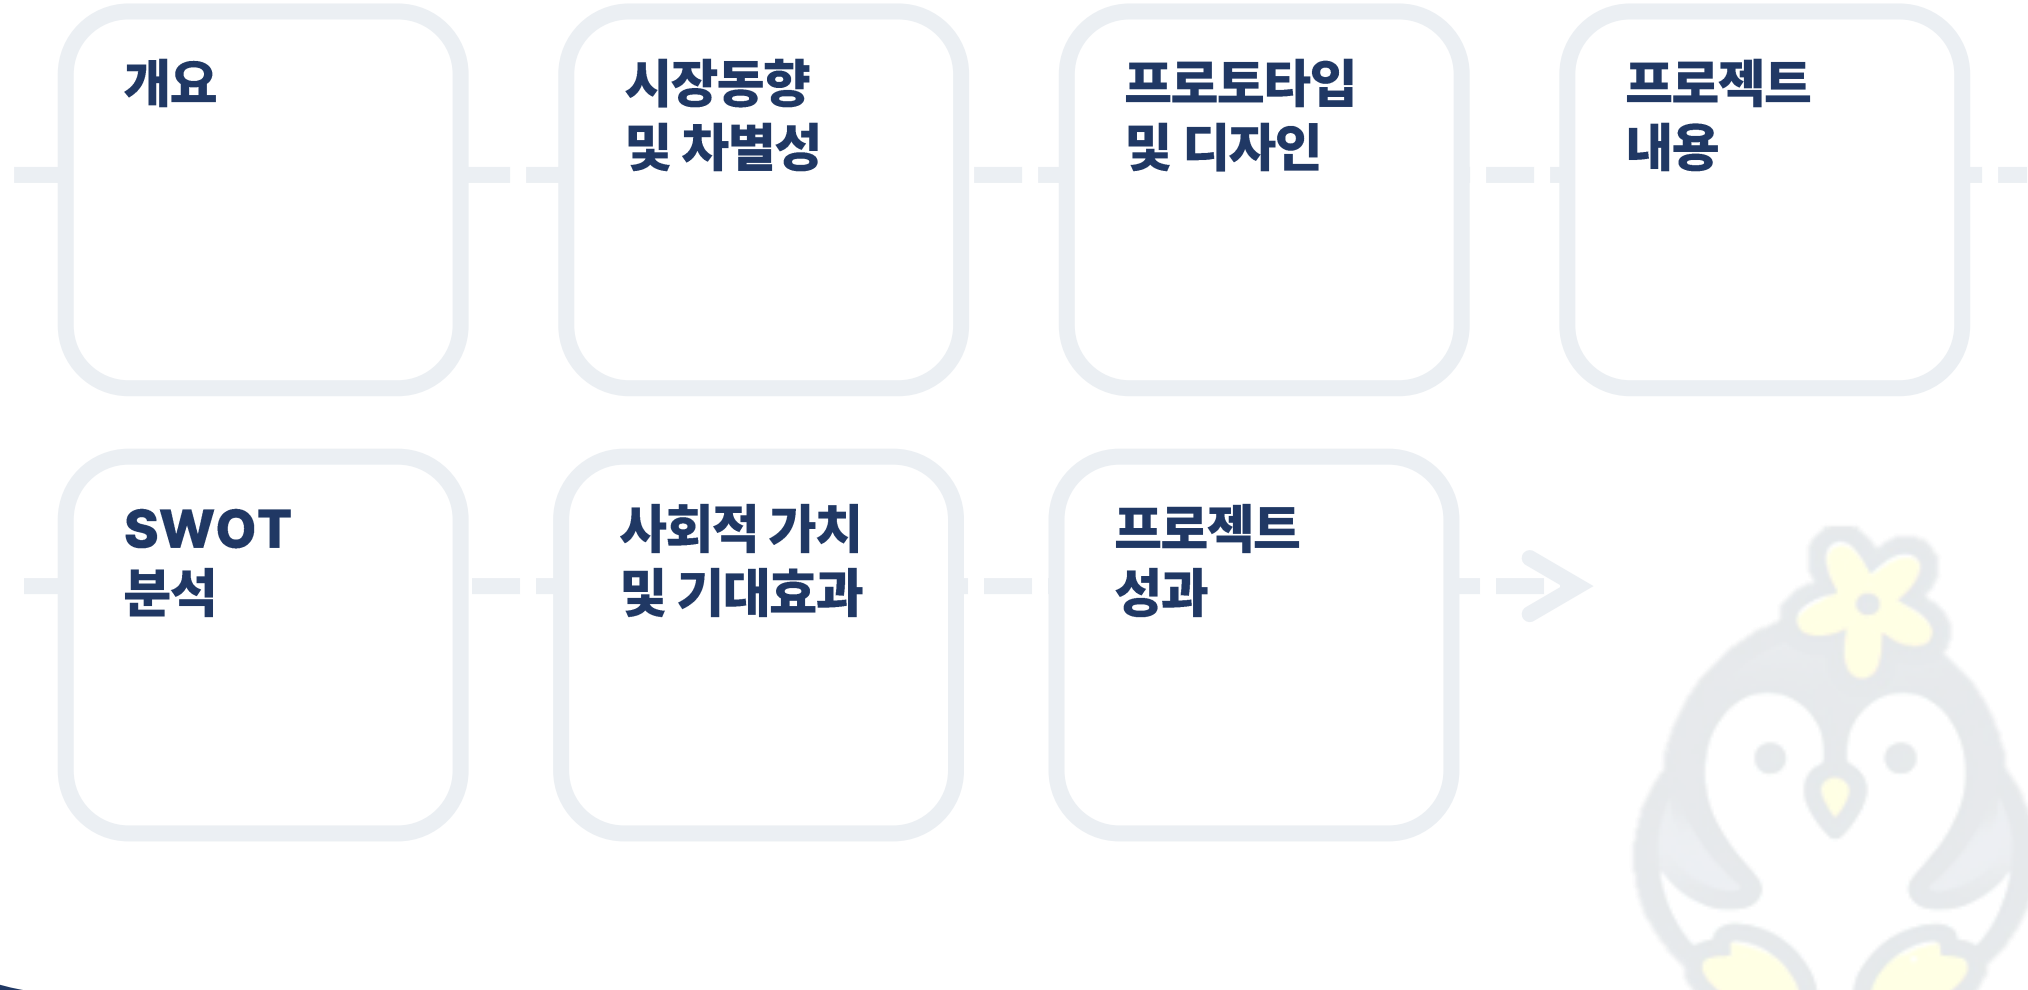 개요
시장동향
및 차별성
프로토타입
및 디자인
프로젝트
내용
SWOT
분석
사회적 가치
및 기대효과
프로젝트
성과